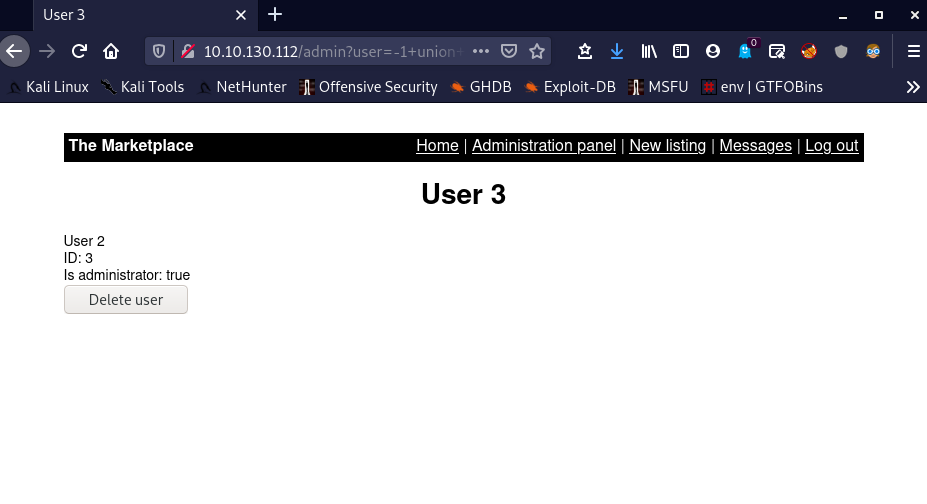 User 3
10.10.130.112/admin?user=-1+union+
0
Kali Linux Kali Tools NetHunter Offensive Security GHDB Exploit-DB MSFU env | GTFOBins
The Marketplace Home | Administration panel | New listing | Messages | Log out
User 3
User 2
ID: 3
Is administrator: true
Delete user